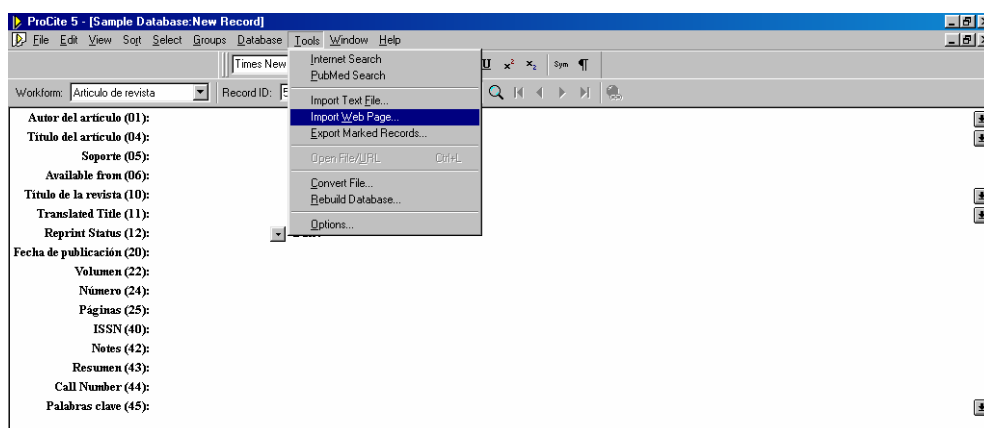 ProCite 5 - [Sample Database:New Record]
File Edit View Sort Select Groups Database Tools Window Help
Times New
U x² x₂ Sym ¶
Workform: Articulo de revista Record ID: 5
Internet Search
PubMed Search
Import Text File...
Import Web Page...
Export Marked Records...
Open File/URL Ctrl+L
Convert File...
Rebuild Database...
Options...
Autor del artículo (01):
Título del artículo (04):
Soporte (05):
Available from (06):
Título de la revista (10):
Translated Title (11):
Reprint Status (12):
Fecha de publicación (20):
Volumen (22):
Número (24):
Páginas (25):
ISSN (40):
Notes (42):
Resumen (43):
Call Number (44):
Palabras clave (45):